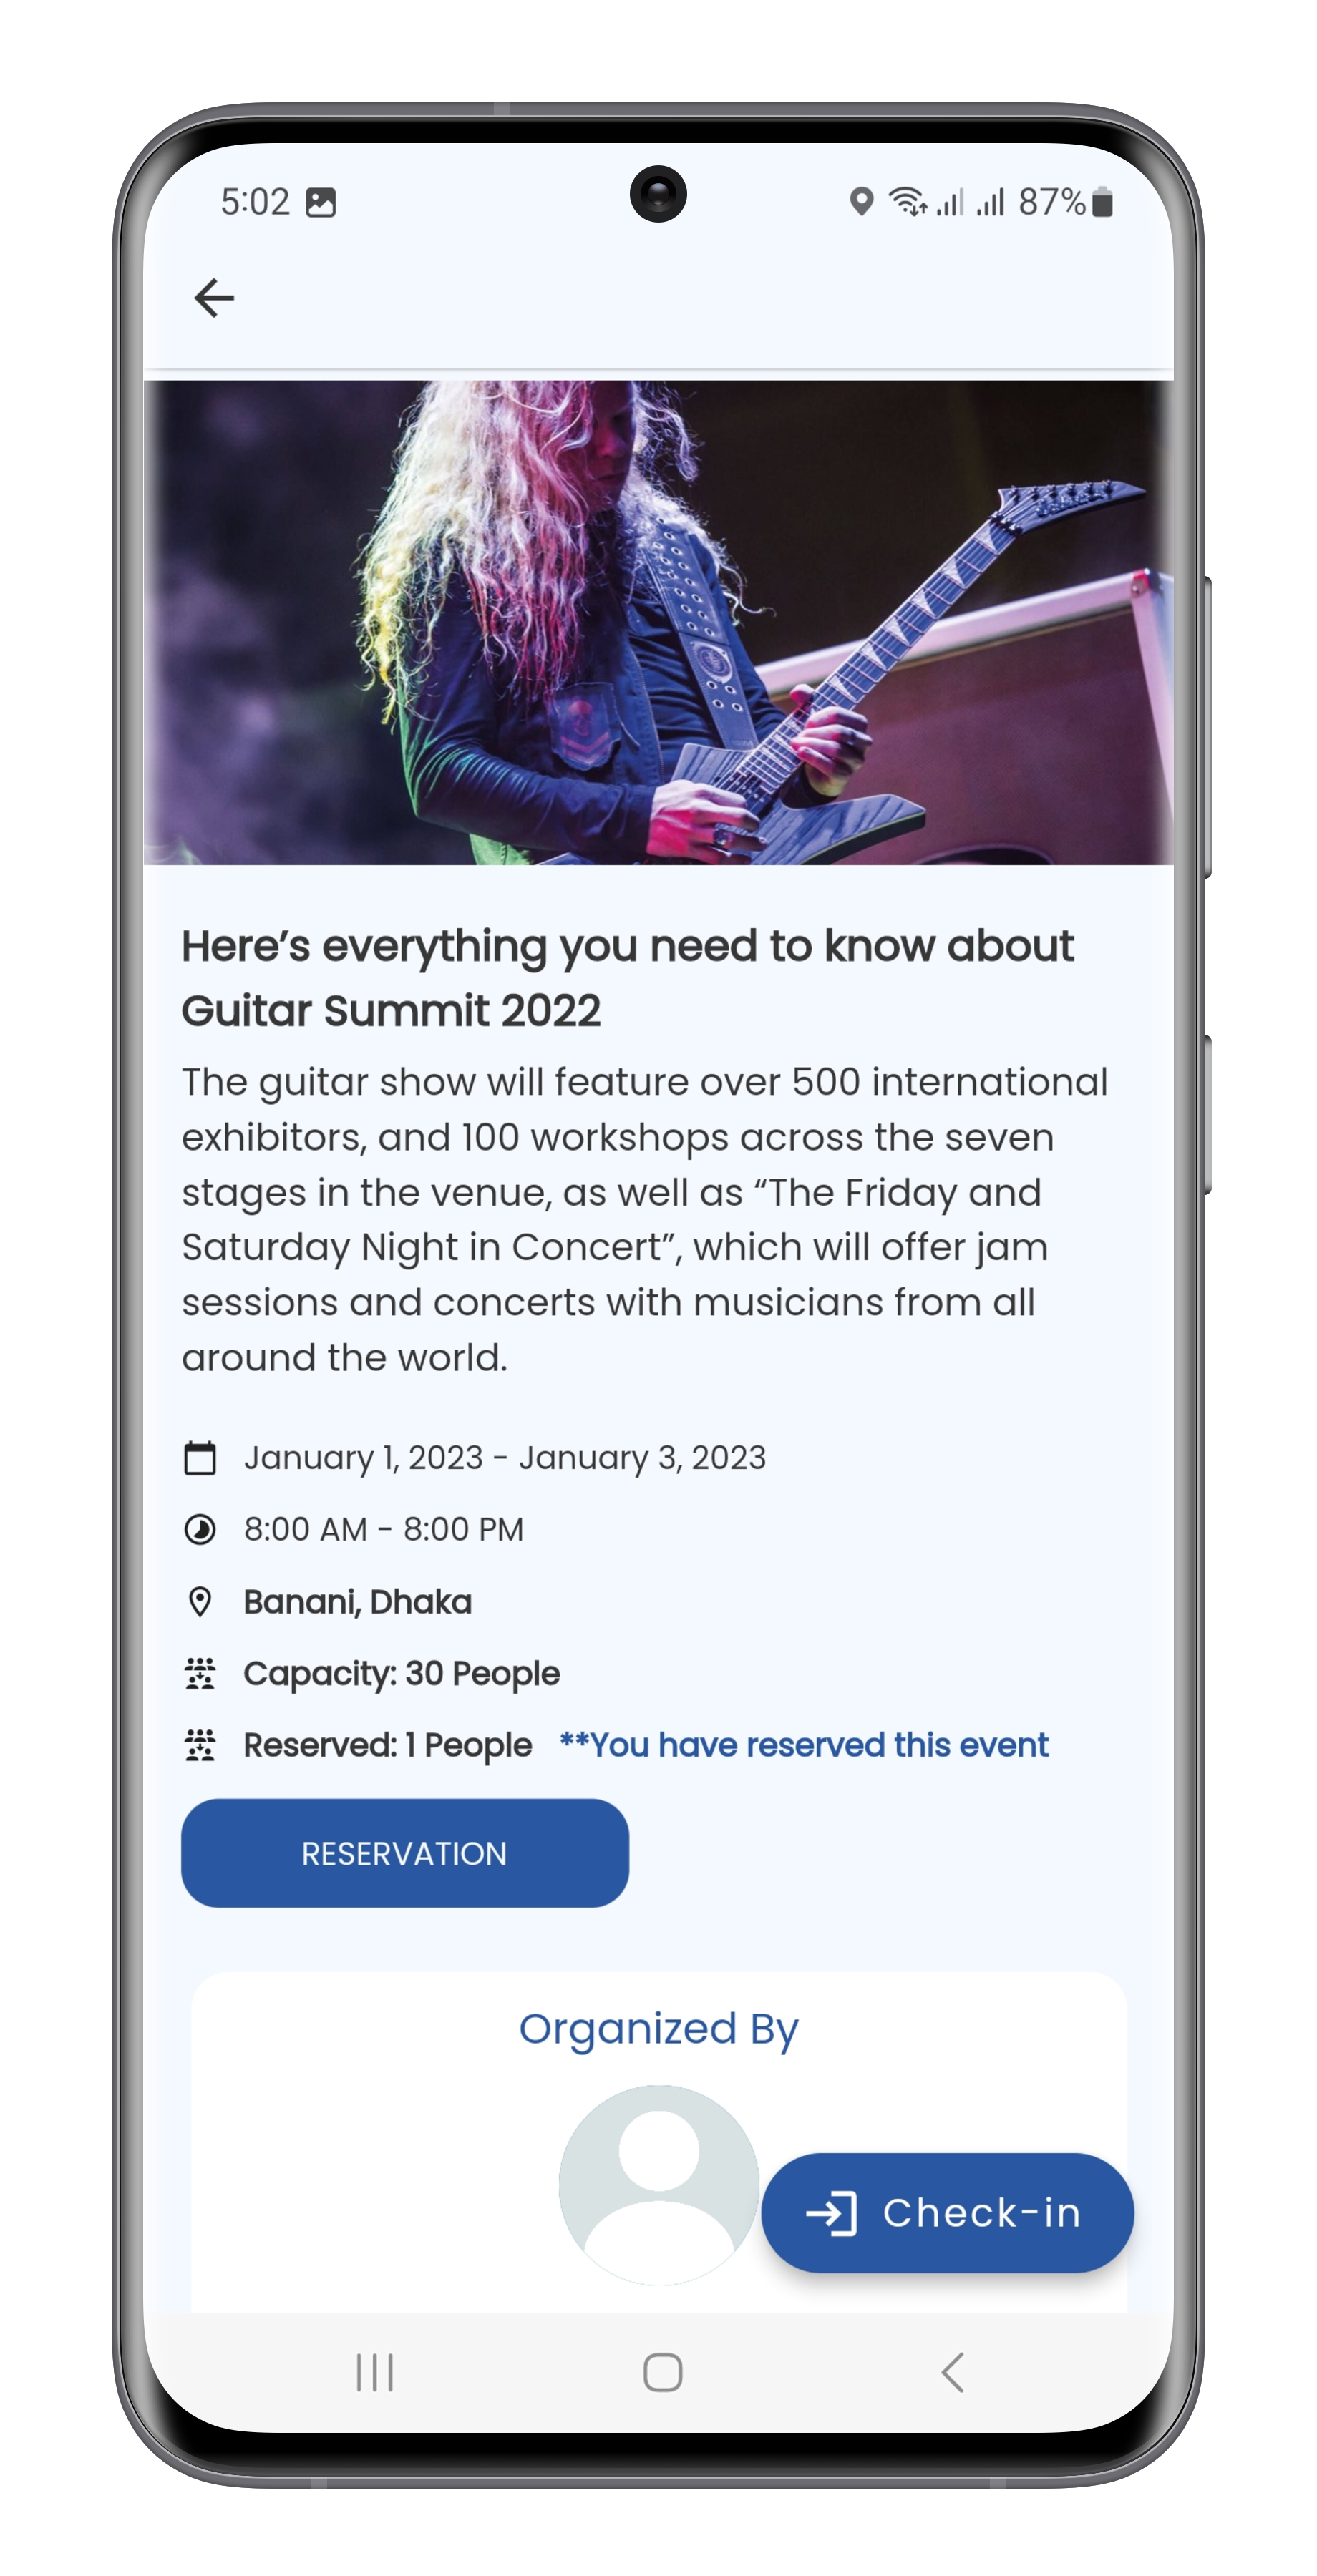 5:02 87%
Here’s everything you need to know about
Guitar Summit 2022
The guitar show will feature over 500 international
exhibitors, and 100 workshops across the seven
stages in the venue, as well as “The Friday and
Saturday Night in Concert”, which will offer jam
sessions and concerts with musicians from all
around the world.
January 1, 2023 - January 3, 2023
8:00 AM - 8:00 PM
Banani, Dhaka
Capacity: 30 People
Reserved: 1 People **You have reserved this event
RESERVATION
Organized By
Check-in